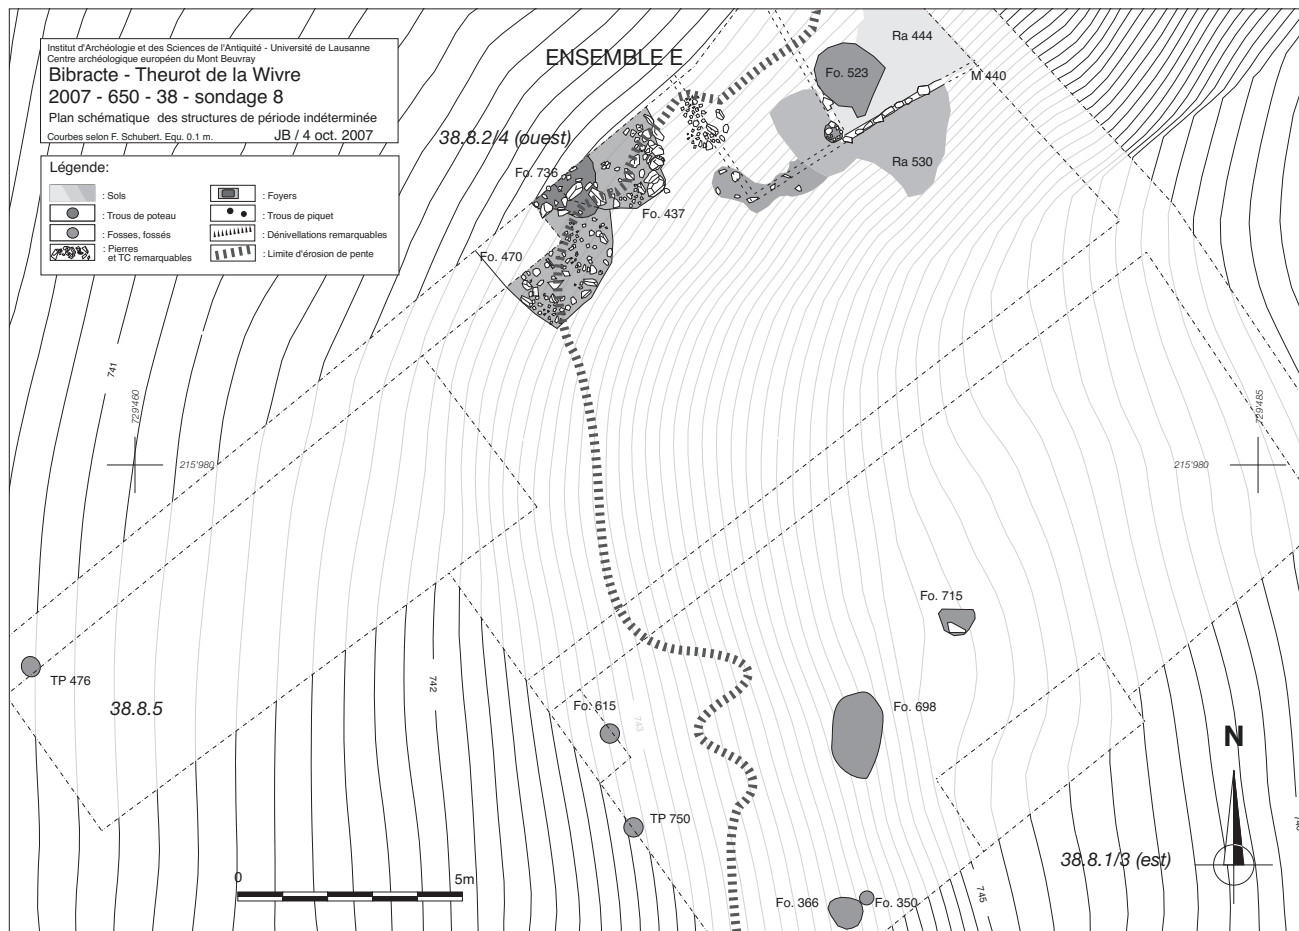 Institut d'Archéologie et des Sciences de l'Antiquité - Université de Lausanne
Centre archéologique européen du Mont Beuvray
Bibracte - Theurot de la Wivre
2007 - 650 - 38 - sondage 8
Plan schématique des structures de période indéterminée
Courbes selon F. Schubert. Equ. 0.1 m.
JB / 4 oct. 2007
Légende:
: Sols
: Trous de poteau
: Fosses, fossés
: Pierres
et TC remarquables
: Foyers
: Trous de piquet
: Dénivellations remarquables
: Limite d'érosion de pente
ENSEMBLE E
Ra 444
Fo. 523
M 440
38.8.2/4 (ouest)
Fo. 736
Ra 530
Fo. 437
Fo. 470
741
729'460
729'485
215'980
215'980
Fo. 715
TP 476
742
38.8.5
Fo. 615
743
Fo. 698
N
TP 750
38.8.1/3 (est)
0
5m
745
Fo. 366
Fo. 350